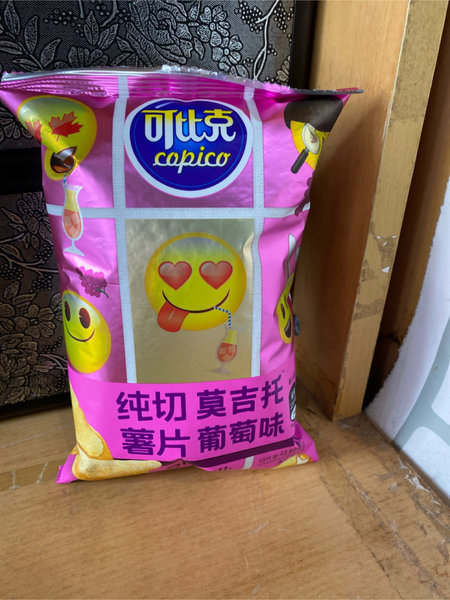 可比克
copico
纯切 莫吉托
薯片 葡萄味